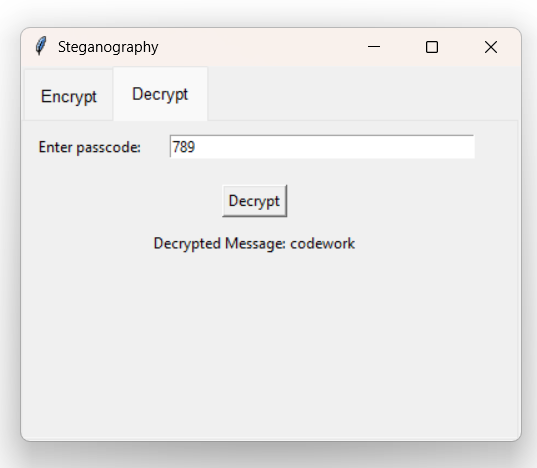 Steganography
Encrypt Decrypt
Enter passcode: 789
Decrypt
Decrypted Message: codework